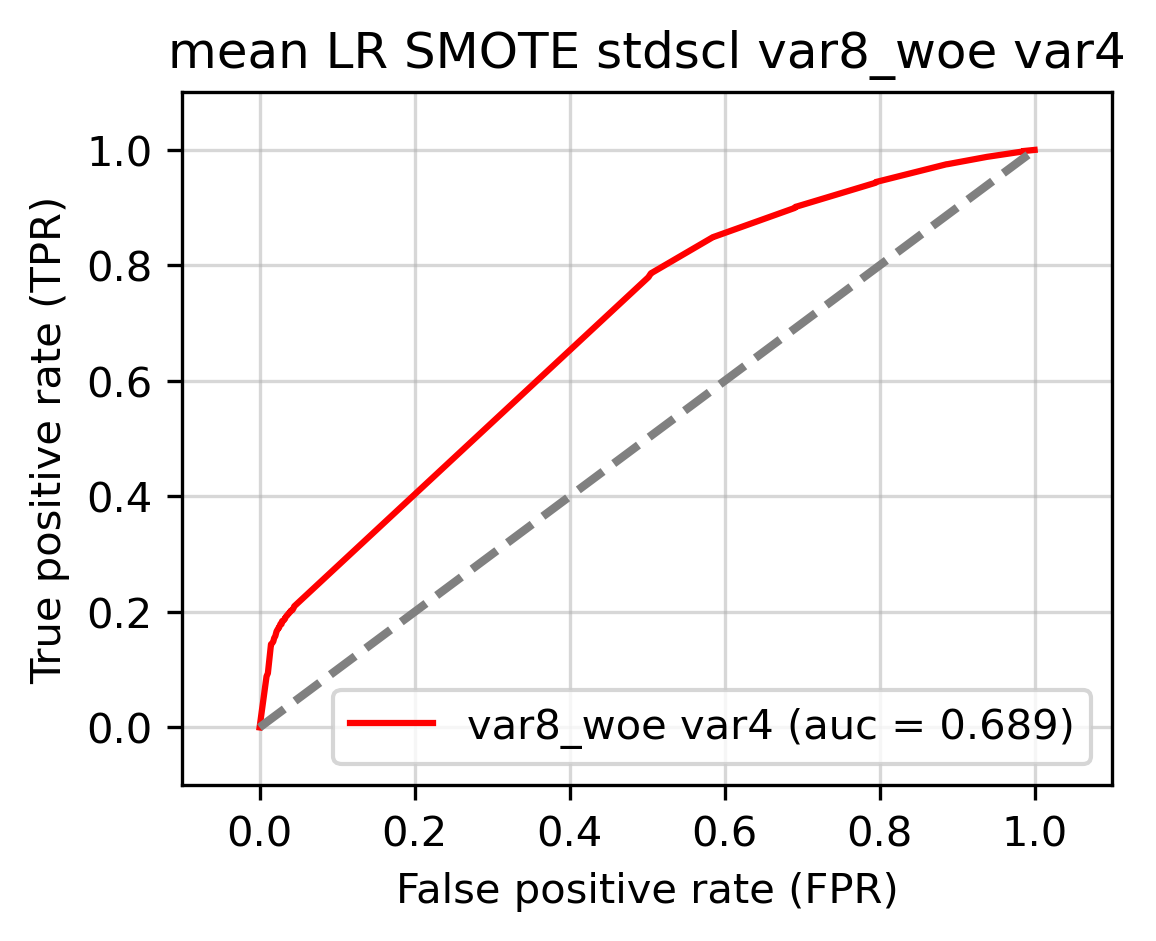 mean LR SMOTE stdscl var8_woe var4
True positive rate (TPR)
1.0
0.8
0.6
0.4
0.2
0.0
var8_woe var4 (auc = 0.689)
0.0 0.2 0.4 0.6 0.8 1.0
False positive rate (FPR)